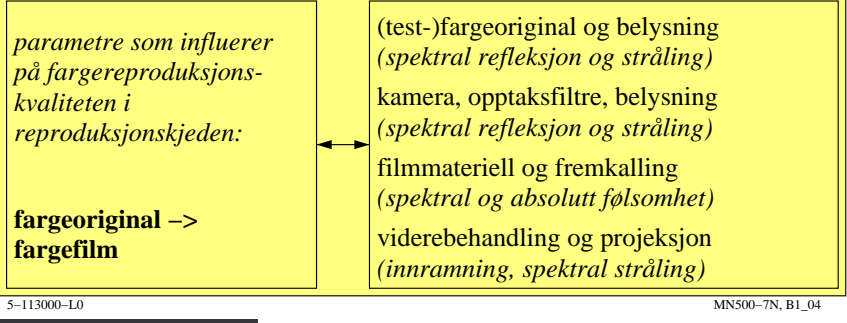 parametre som influerer
på fargereproduksjons-
kvaliteten i
reproduksjonskjeden:
fargeoriginal −>
fargefilm
(test-)fargeoriginal og belysning
(spektral refleksjon og stråling)
kamera, opptaksfiltre, belysning
(spektral refleksjon og stråling)
filmmateriell og fremkalling
(spektral og absolutt følsomhet)
viderebehandling og projeksjon
(innramning, spektral stråling)
5−113000−L0
MN500−7N, B1_04